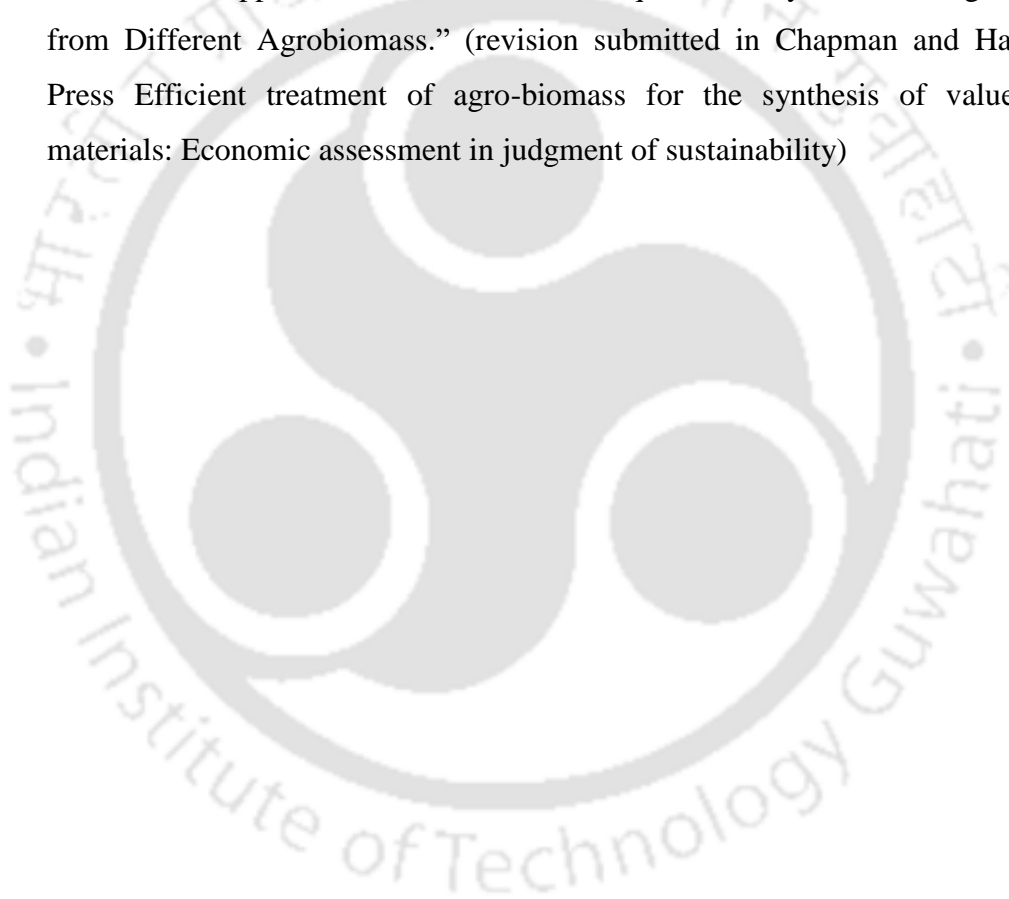 from Different Agrobiomass.” (revision submitted in Chapman and Ha
Press Efficient treatment of agro-biomass for the synthesis of value
materials: Economic assessment in judgment of sustainability)
Indian Institute of Technology Guwahati